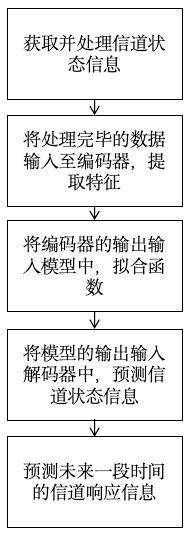 获取并处理信道状
态信息
将处理完毕的数据
输入至编码器，提
取特征
将编码器的输出输
入模型中，拟合函
数
将模型的输出输入
解码器中，预测信
道状态信息
预测未来一段时间
的信道响应信息